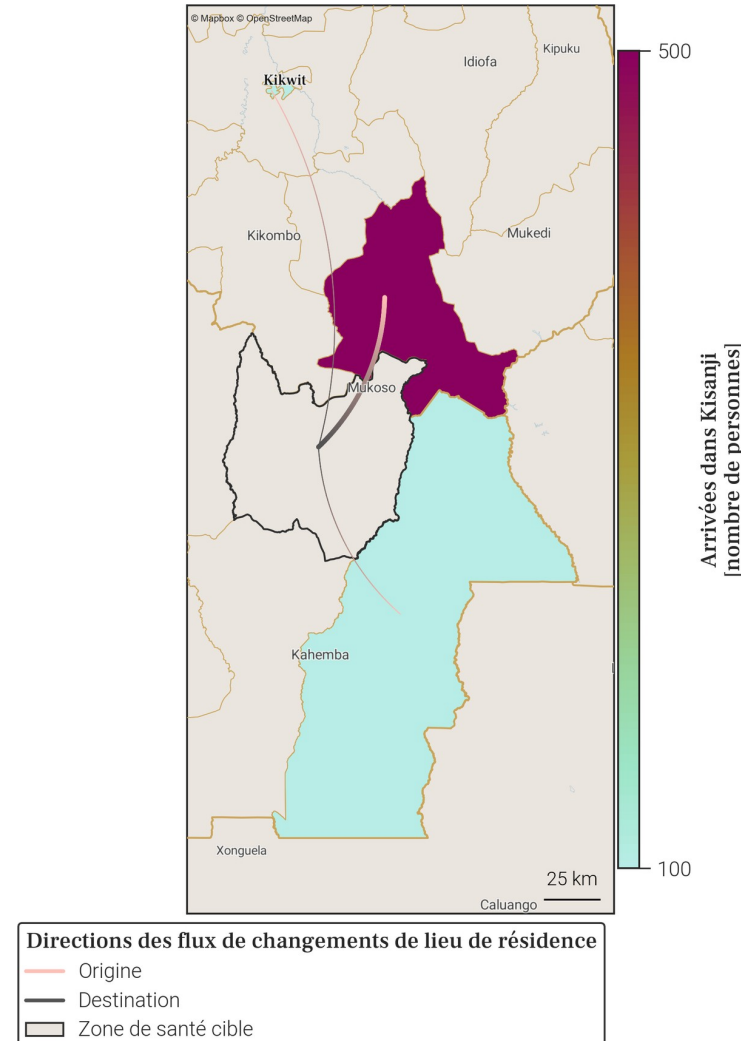 © Mapbox © OpenStreetMap
Kipuku
Idiofa
Kikwit
Kikombo
Mukedi
Mukoso
Kahemba
Xonguela
Caluango
25 km
500
100
Arrivées dans Kisanji
[nombre de personnes]
Directions des flux de changements de lieu de résidence
Origine
Destination
Zone de santé cible